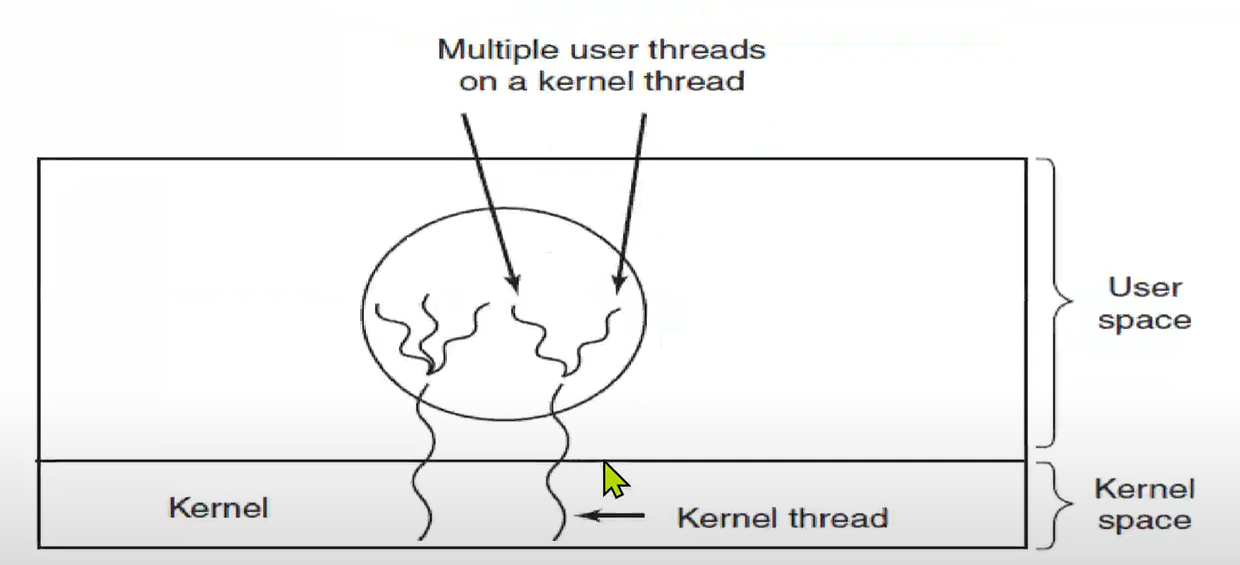 Multiple user threads
on a kernel thread
User
space
Kernel
Kernel thread
Kernel
space